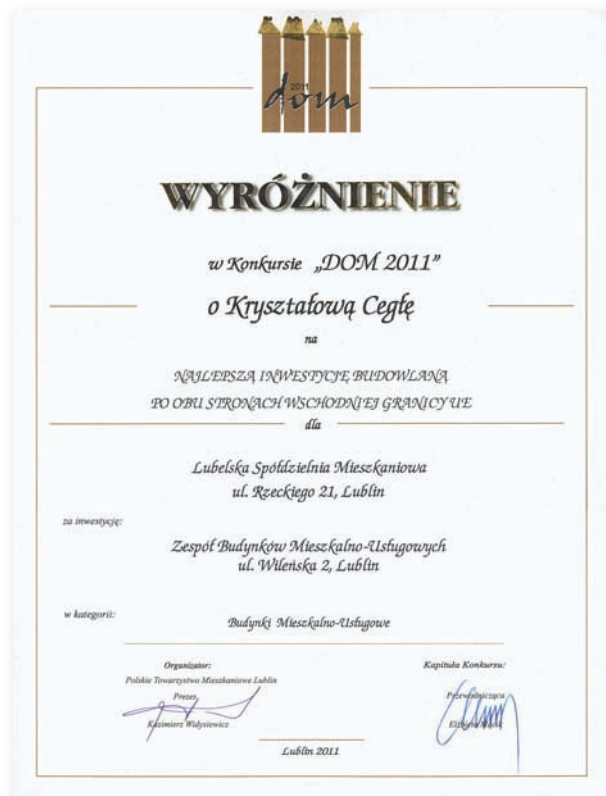 2011
dom
WYRÓŻNIENIE
w Konkursie „DOM 2011”
o Kryształową Cegłę
na
NAJLEPSZĄ INWESTYCJĘ BUDOWLANĄ
PO OBU STRONACH WSCHODNIEJ GRANICY UE
dla
Lubelska Spółdzielnia Mieszkaniowa
ul. Rzeckiego 21, Lublin
za inwestycję:
Zespół Budynków Mieszkalno-Usługowych
ul. Wileńska 2, Lublin
w kategorii:
Budynki Mieszkalno-Usługowe
Organizator:
Polskie Towarzystwo Mieszkaniowe Lublin
Prezes
Kazimierz Widysiewicz
Kapituła Konkursu:
Przewodnicząca
Elżbieta
Lublin 2011